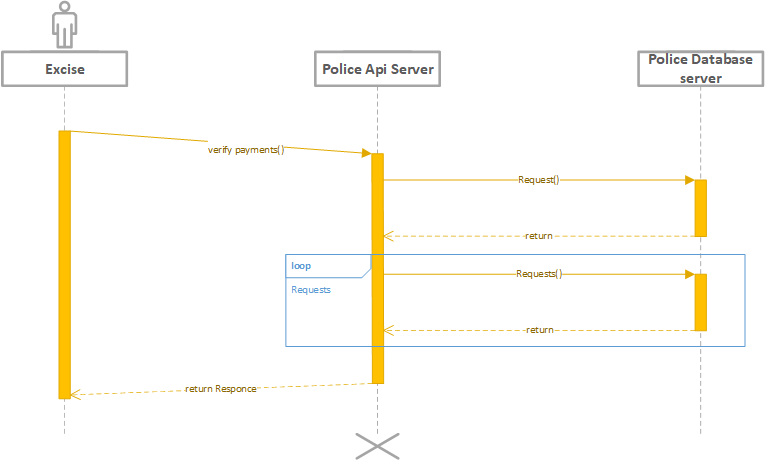 Excise
Police Api Server
Police Database
server
verify payments()
Request()
return
loop
Requests()
Requests
return
return Responce